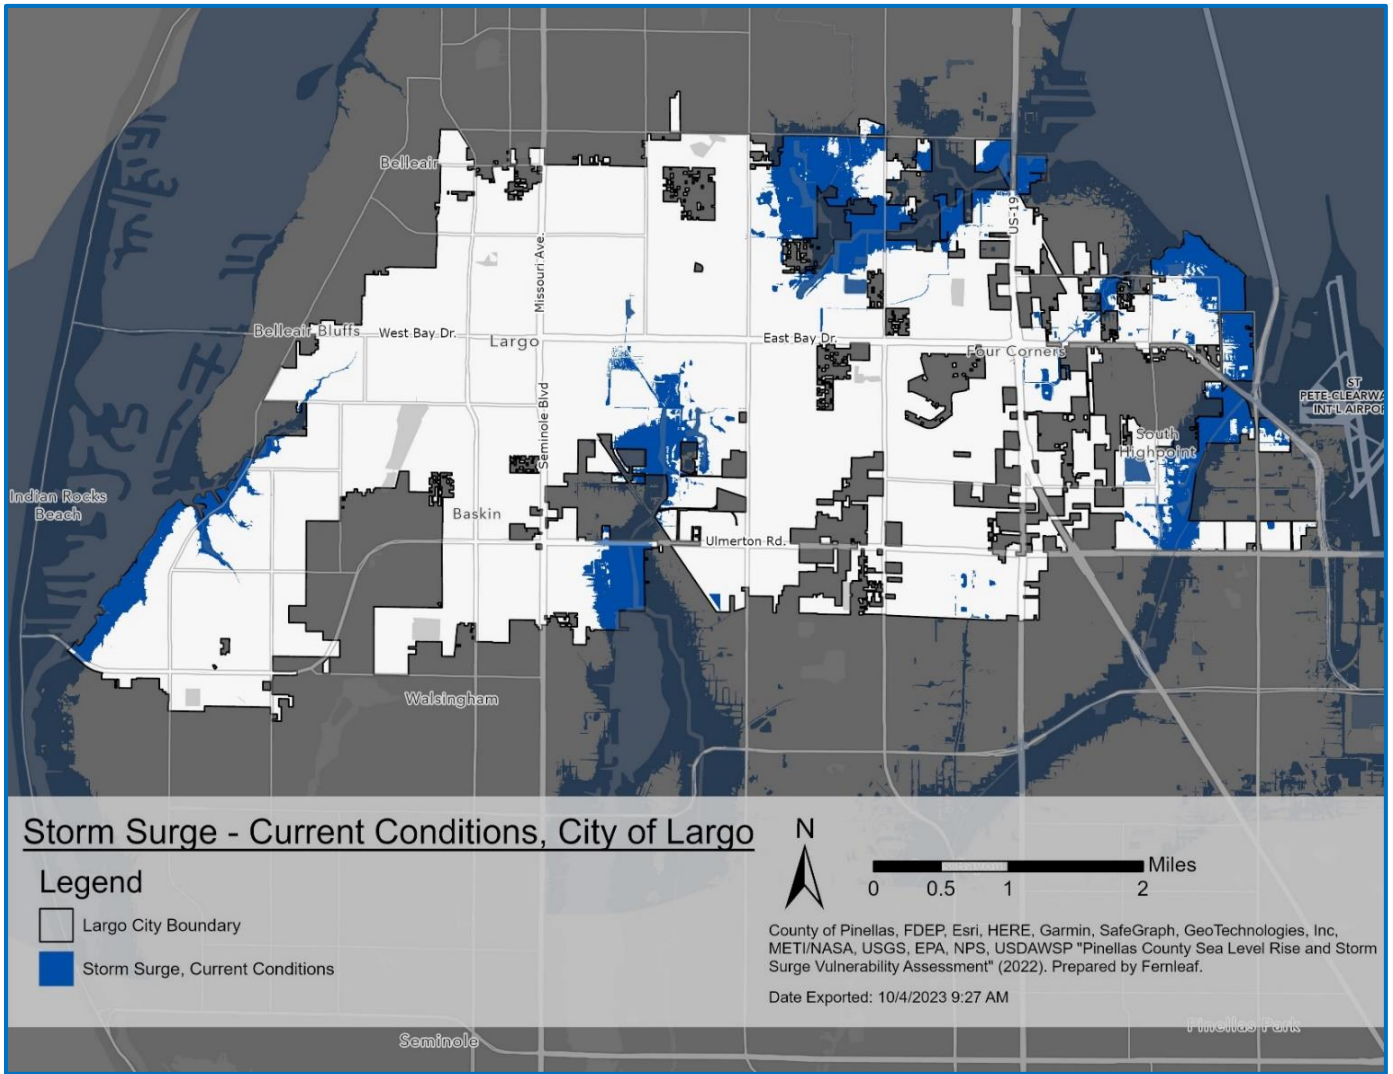 Belleair
US-19
Missouri Ave.
Belleair Bluffs
West Bay Dr.
Largo
East Bay Dr.
Four Corners
ST
PETE-CLEARWA
INT'L AIRPOR
Seminole Blvd
South
Highpoint
Indian Rocks
Beach
Baskin
Ulmerton Rd.
Walsingham
Storm Surge - Current Conditions, City of Largo
Legend
Largo City Boundary
Storm Surge, Current Conditions
N
Miles
0 0.5 1 2
County of Pinellas, FDEP, Esri, HERE, Garmin, SafeGraph, GeoTechnologies, Inc,
METI/NASA, USGS, EPA, NPS, USDAWSP "Pinellas County Sea Level Rise and Storm
Surge Vulnerability Assessment" (2022). Prepared by Fernleaf.
Date Exported: 10/4/2023 9:27 AM
Pinellas Park
Seminole